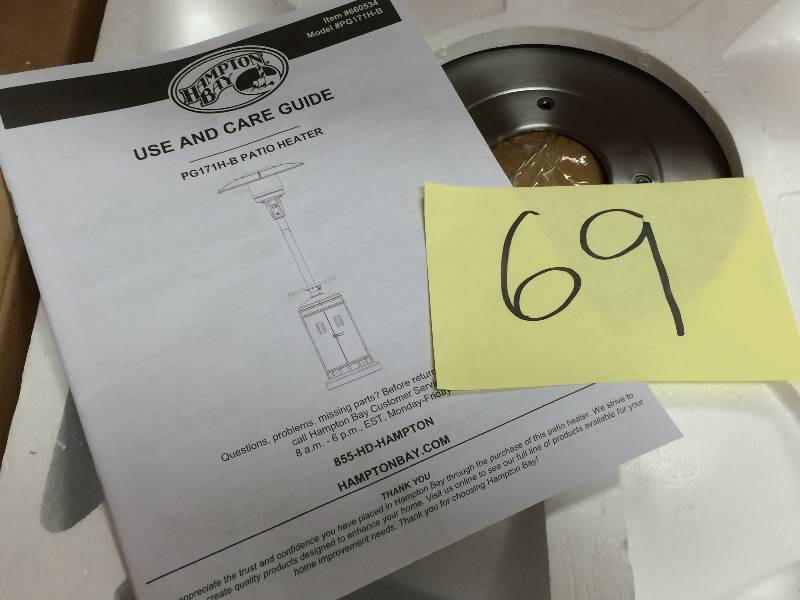 Item #660534
Model #PG171H-B
HAMPTON
BAY
USE AND CARE GUIDE
PG171H-B PATIO HEATER
69
Questions, problems, missing parts? Before return
call Hampton Bay Customer Servi
8 a.m. - 6 p.m., EST, Monday-Friday
855-HD-HAMPTON
HAMPTONBAY.COM
THANK YOU
appreciate the trust and confidence you have placed in Hampton Bay through the purchase of this patio heater. We strive to
create quality products designed to enhance your home. Visit us online to see our full line of products available for your
home improvement needs. Thank you for choosing Hampton Bay!